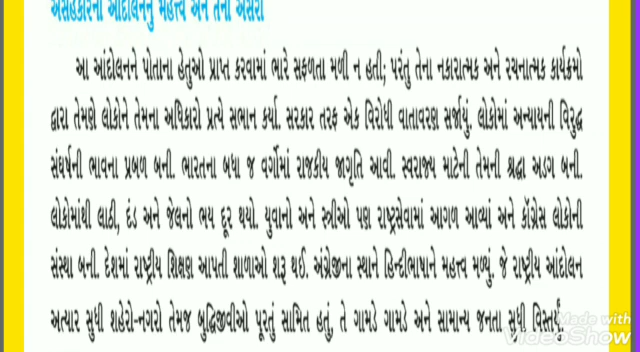 અસહકારના આંદોલનનું મહત્ત્વ અને તેની અસરો
આ આંદોલનને પોતાના હેતુઓ પ્રાપ્ત કરવામાં ભારે સફળતા મળી ન હતી; પરંતુ તેના નકારાત્મક અને રચનાત્મક કાર્યક્રમો
દ્વારા તેમણે લોકોને તેમના અધિકારો પ્રત્યે સભાન કર્યા. સરકાર તરફ એક વિરોધી વાતાવરણ સર્જાયું. લોકોમાં અન્યાયની વિરુદ્ધ
સંઘર્ષની ભાવના પ્રબળ બની. ભારતના બધા જ વર્ગોમાં રાજકીય જાગૃતિ આવી. સ્વરાજ્ય માટેની તેમની શ્રદ્ધા અડગ બની.
લોકોમાંથી લાઠી, દંડ અને જેલનો ભય દૂર થયો. યુવાનો અને સ્ત્રીઓ પણ રાષ્ટ્રસેવામાં આગળ આવ્યાં અને કૉંગ્રેસ લોકોની
સંસ્થા બની. દેશમાં રાષ્ટ્રીય શિક્ષણ આપતી શાળાઓ શરૂ થઈ. અંગ્રેજીના સ્થાને હિન્દીભાષાને મહત્ત્વ મળ્યું. જે રાષ્ટ્રીય આંદોલન
અત્યાર સુધી શહેરો-નગરો તેમજ બુદ્ધિજીવીઓ પૂરતું સામિત હતું, તે ગામડે ગામડે અને સામાન્ય જનતા સુધી વિસ્તર્યું.
Made with
VideoShow